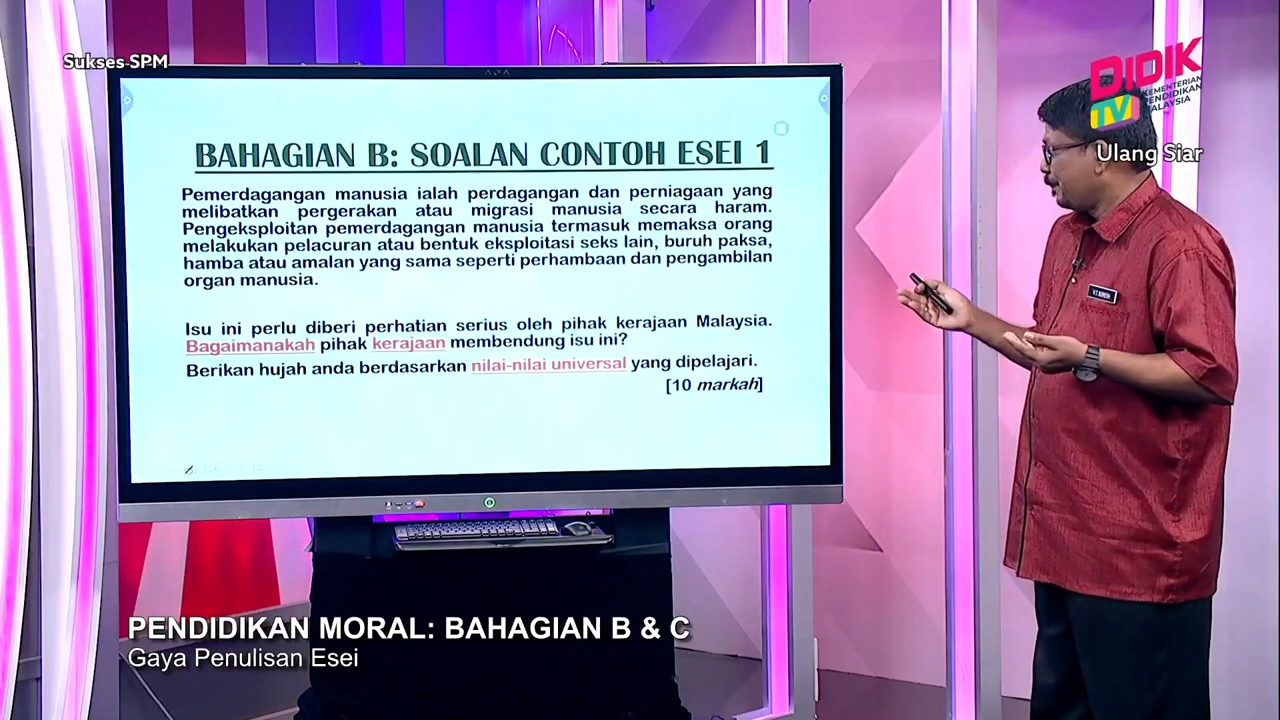 Sukses SPM
DIDIK
TV
KEMENTERIAN
PENDIDIKAN
MALAYSIA
Ulang Siar
BAHAGIAN B: SOALAN CONTOH ESEI 1
Pemerdagangan manusia ialah perdagangan dan perniagaan yang
melibatkan pergerakan atau migrasi manusia secara haram.
Pengeksploitan pemerdagangan manusia termasuk memaksa orang
melakukan pelacuran atau bentuk eksploitasi seks lain, buruh paksa,
hamba atau amalan yang sama seperti perhambaan dan pengambilan
organ manusia.
Isu ini perlu diberi perhatian serius oleh pihak kerajaan Malaysia.
Bagaimanakah pihak kerajaan membendung isu ini?
Berikan hujah anda berdasarkan nilai-nilai universal yang dipelajari.
[10 markah]
PENDIDIKAN MORAL: BAHAGIAN B & C
Gaya Penulisan Esei